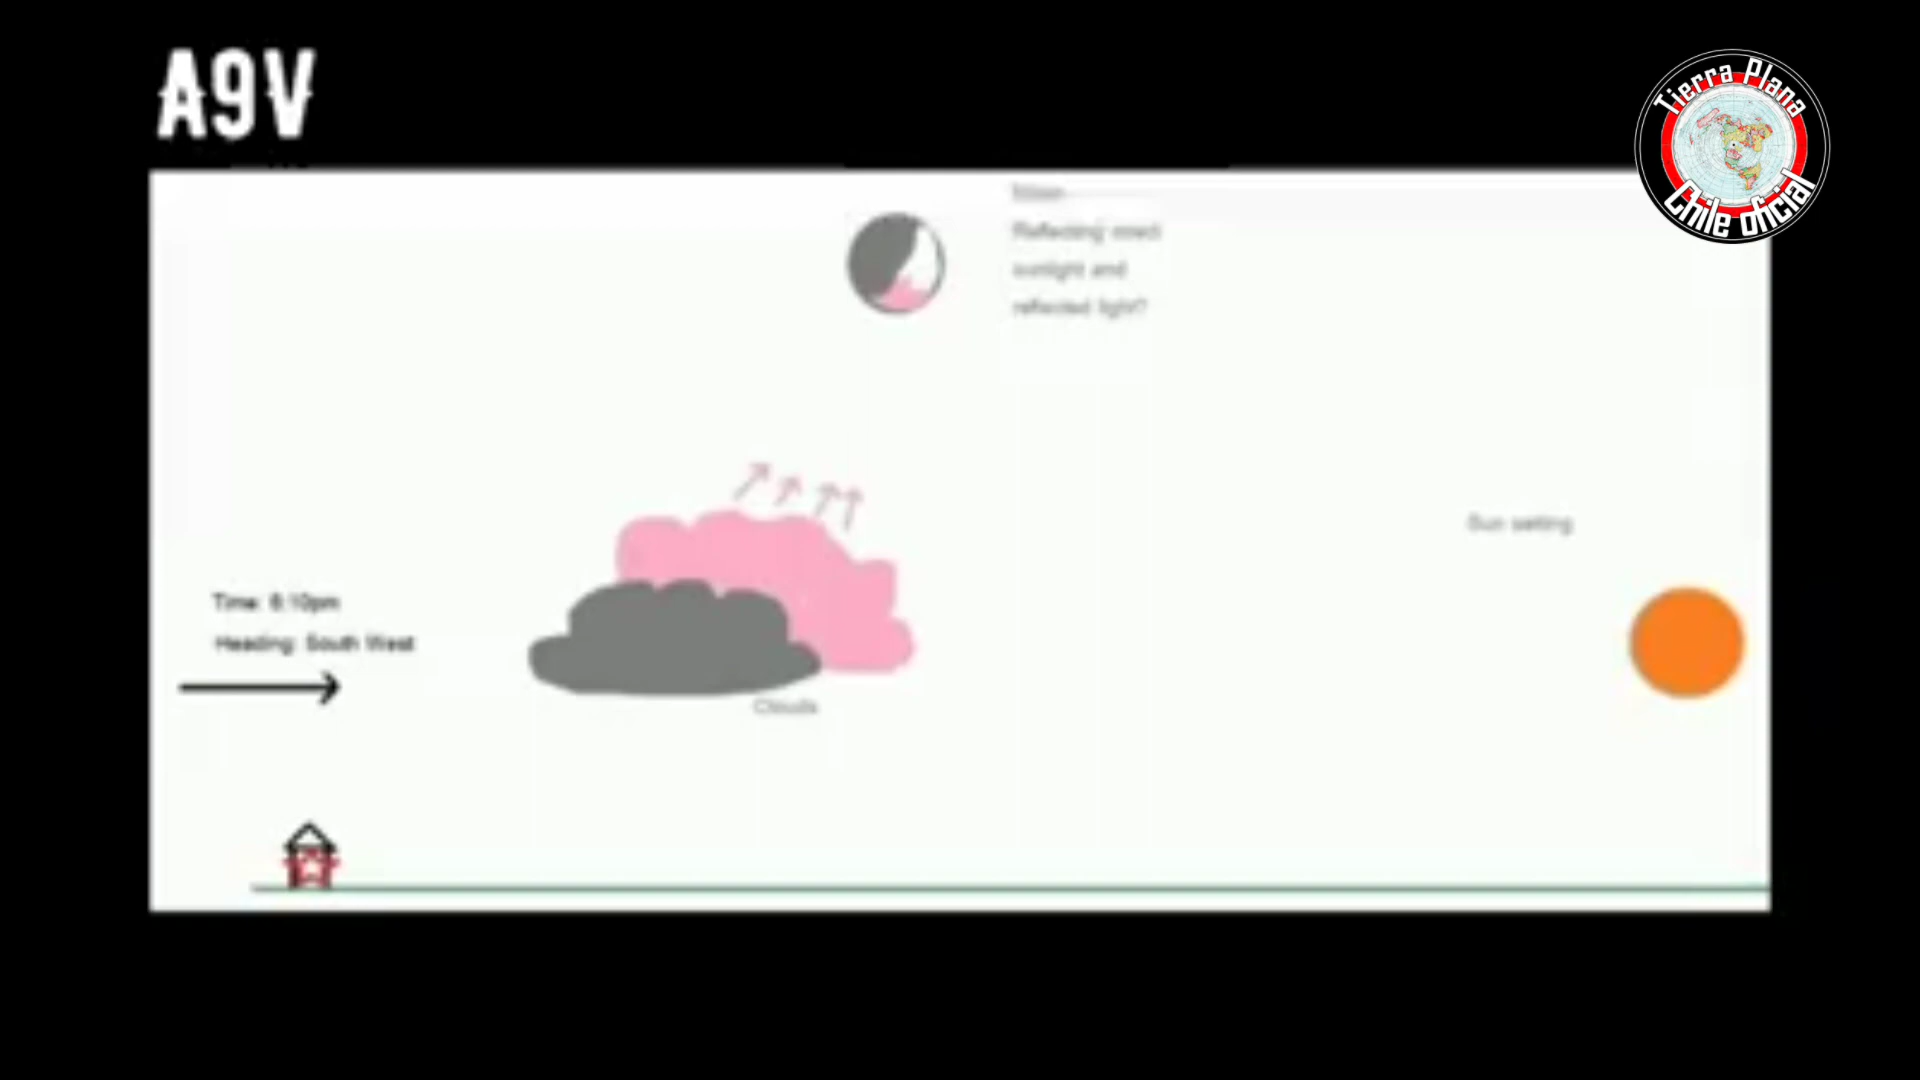 A9V
Tierra Plana
Chile oficial
Moon
Reflecting direct
sunlight and
reflected light?
Sun setting
Time: 6:10pm
Heading: South West
Clouds